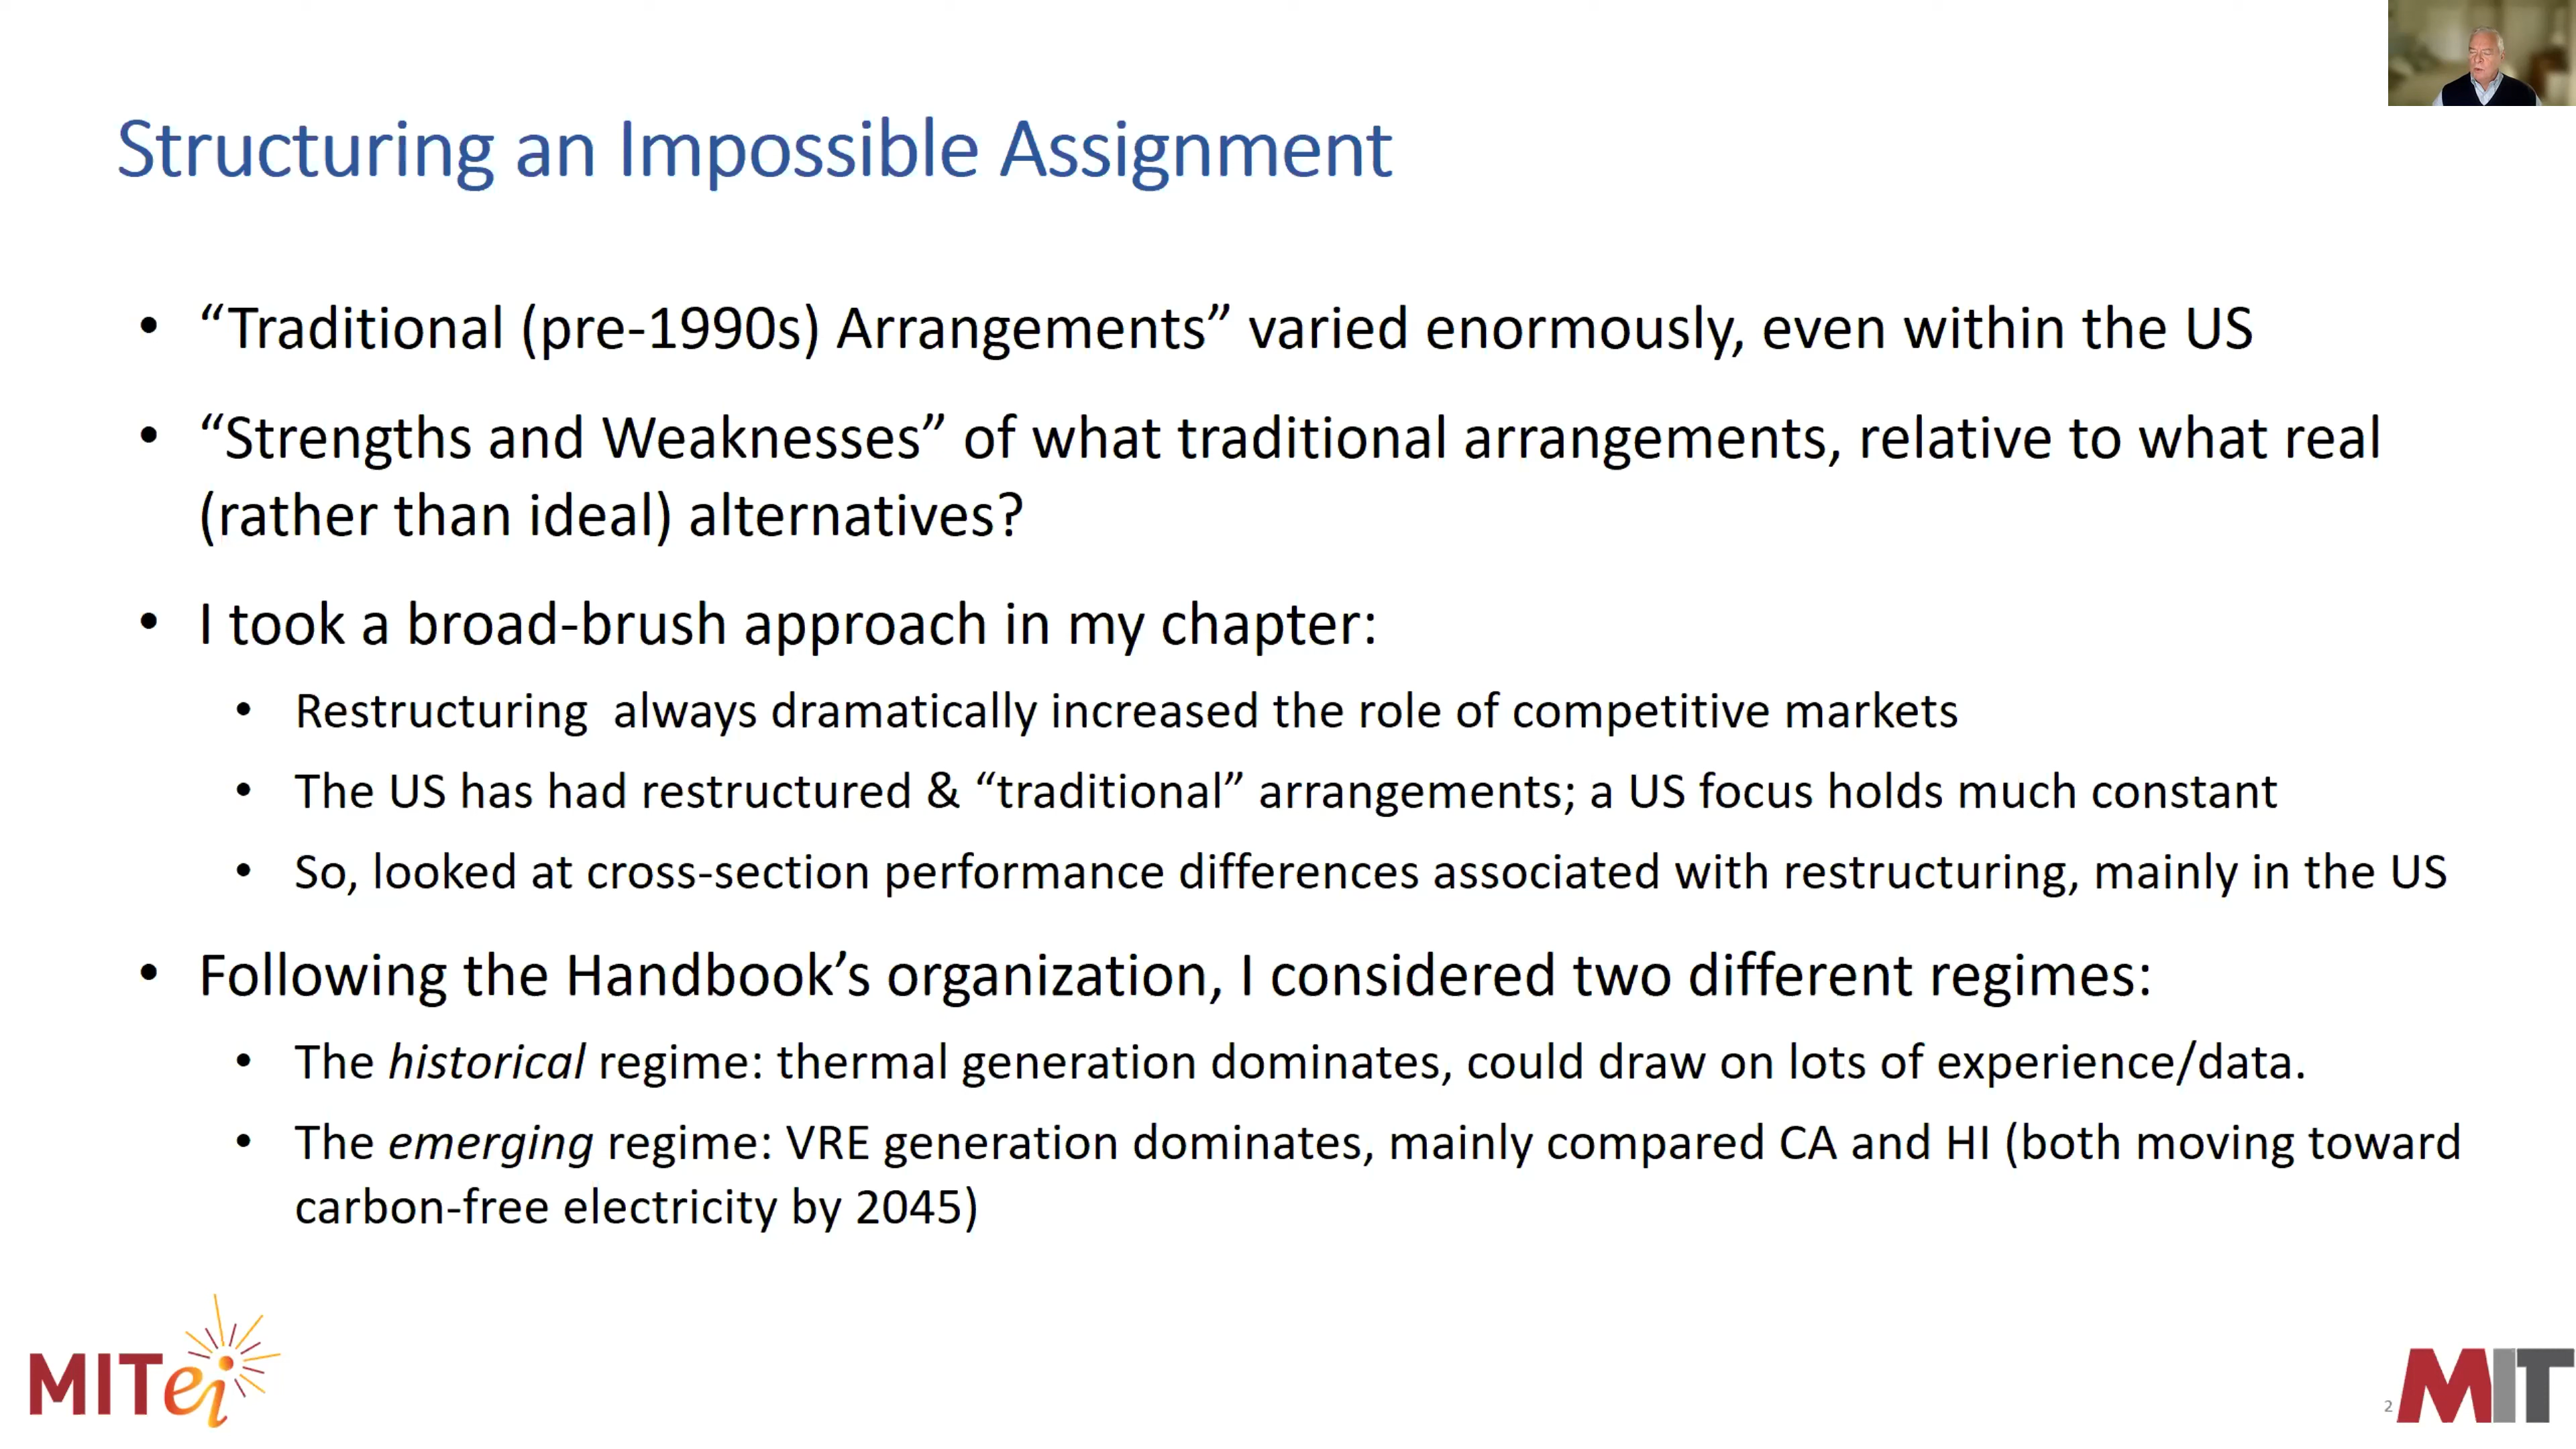 Structuring an Impossible Assignment
• “Traditional (pre-1990s) Arrangements” varied enormously, even within the US
• “Strengths and Weaknesses” of what traditional arrangements, relative to what real
(rather than ideal) alternatives?
• I took a broad-brush approach in my chapter:
• Restructuring always dramatically increased the role of competitive markets
• The US has had restructured & “traditional” arrangements; a US focus holds much constant
• So, looked at cross-section performance differences associated with restructuring, mainly in the US
• Following the Handbook’s organization, I considered two different regimes:
• The historical regime: thermal generation dominates, could draw on lots of experience/data.
• The emerging regime: VRE generation dominates, mainly compared CA and HI (both moving toward
carbon-free electricity by 2045)
MITei
2
MIT